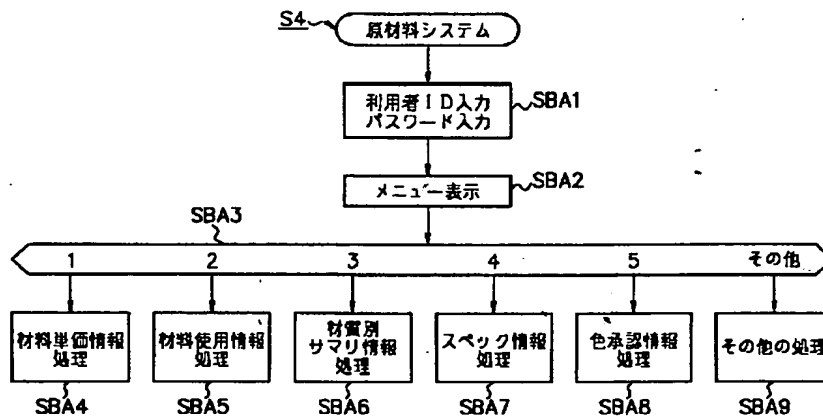 S4
原材料システム
利用者ID入力
パスワード入力
SBA1
メニュー表示
SBA2
SBA3
1 2 3 4 5 その他
材料単価情報
処理
SBA4
材料使用情報
処理
SBA5
材質別
サマリ情報
処理
SBA6
スペック情報
処理
SBA7
色承認情報
処理
SBA8
その他の処理
SBA9